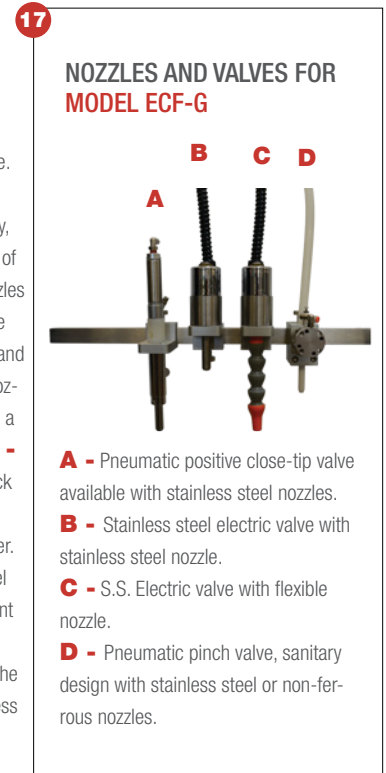 17
NOZZLES AND VALVES FOR
MODEL ECF-G
B C D
A
A - Pneumatic positive close-tip valve
available with stainless steel nozzles.
B - Stainless steel electric valve with
stainless steel nozzle.
C - S.S. Electric valve with flexible
nozzle.
D - Pneumatic pinch valve, sanitary
design with stainless steel or non-fer-
rous nozzles.